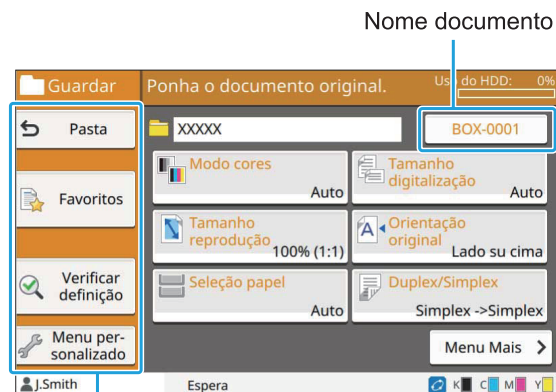 Nome documento
Guardar
Ponha o documento original.
Uso do HDD: 0%
Pasta
XXXXX
BOX-0001
Modo cores
Auto
Tamanho
digitalização
Auto
Favoritos
Tamanho
reprodução
100% (1:1)
Orientação
original
Lado su cima
Verificar
definição
Seleção papel
Auto
Duplex/Simplex
Simplex ->Simplex
Menu per-
sonalizado
Menu Mais
J.Smith
Espera
K C M Y